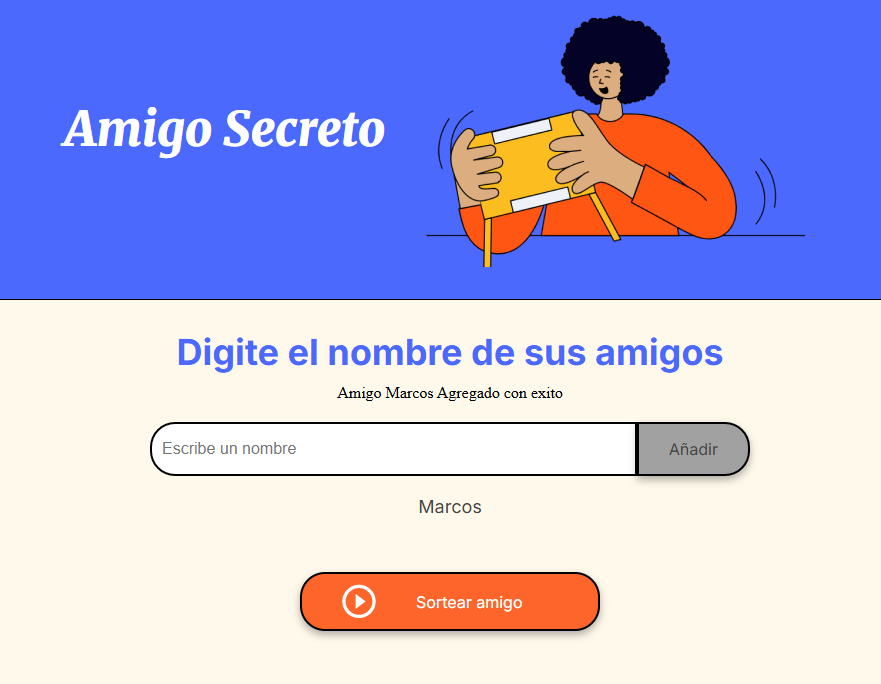 Amigo Secreto
Digite el nombre de sus amigos
Amigo Marcos Agregado con exito
Escribe un nombre
Añadir
Marcos
Sortear amigo